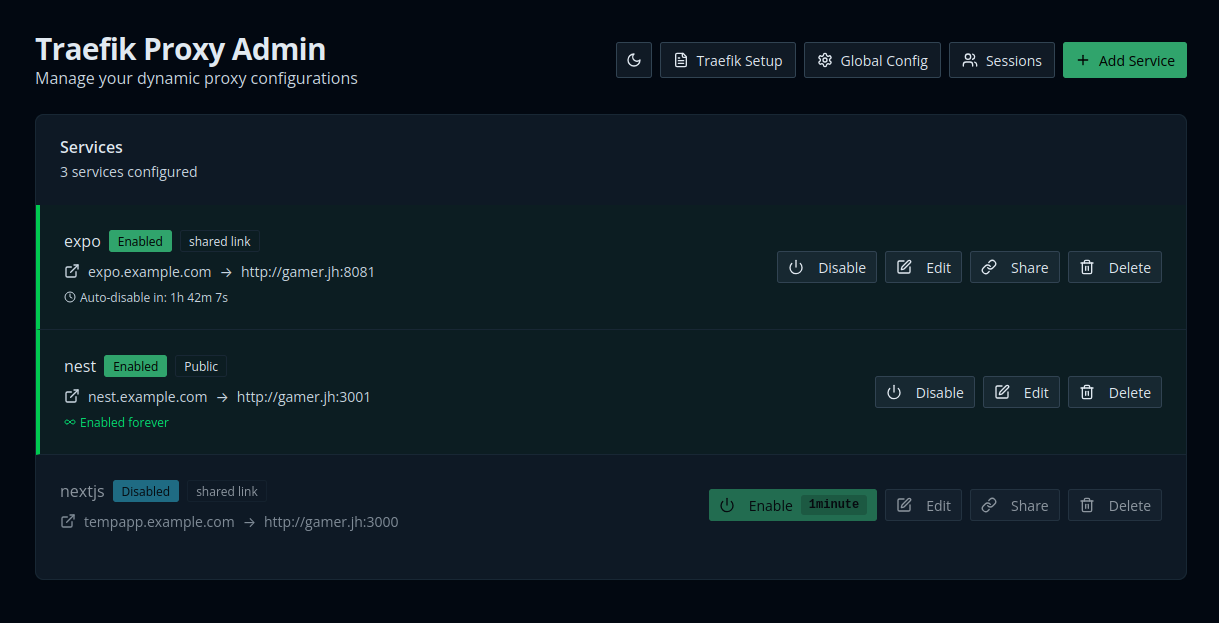 Traefik Proxy Admin
Manage your dynamic proxy configurations
Traefik Setup
Global Config
Sessions
Add Service
Services
3 services configured
expo Enabled shared link
expo.example.com → http://gamer.jh:8081
Auto-disable in: 1h 42m 7s
Disable Edit Share Delete
nest Enabled Public
nest.example.com → http://gamer.jh:3001
Enabled forever
Disable Edit Delete
nextjs Disabled shared link
tempapp.example.com → http://gamer.jh:3000
Enable 1minute Edit Share Delete